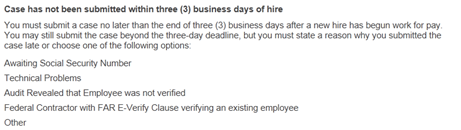 Case has not been submitted within three (3) business days of hire
You must submit a case no later than the end of three (3) business days after a new hire has begun work for pay.
You may still submit the case beyond the three-day deadline, but you must state a reason why you submitted the
case late or choose one of the following options:
Awaiting Social Security Number
Technical Problems
Audit Revealed that Employee was not verified
Federal Contractor with FAR E-Verify Clause verifying an existing employee
Other